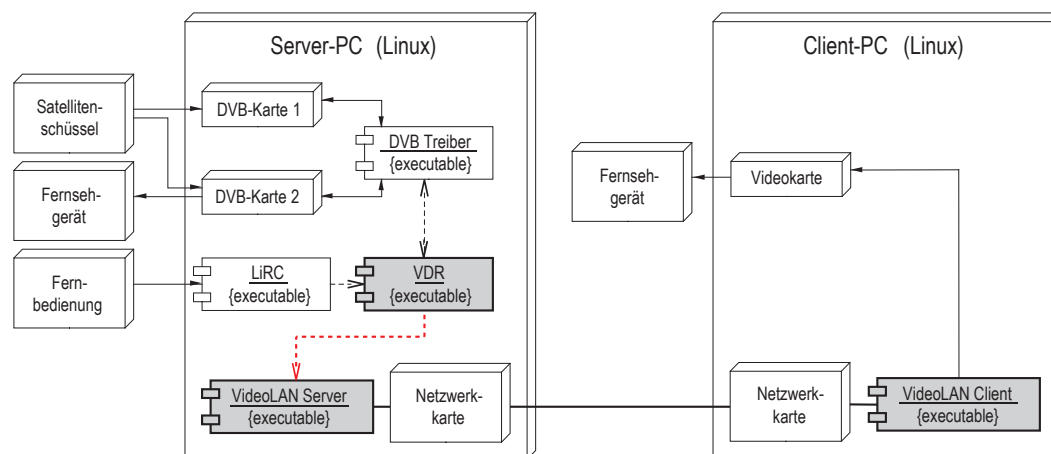 Server-PC (Linux)
Client-PC (Linux)
Satelliten-
schüssel
DVB-Karte 1
DVB Treiber
{executable}
Fernseh-
gerät
DVB-Karte 2
Fernseh-
gerät
Videokarte
Fern-
bedienung
LiRC
{executable}
VDR
{executable}
VideoLAN Server
{executable}
Netzwerk-
karte
Netzwerk-
karte
VideoLAN Client
{executable}